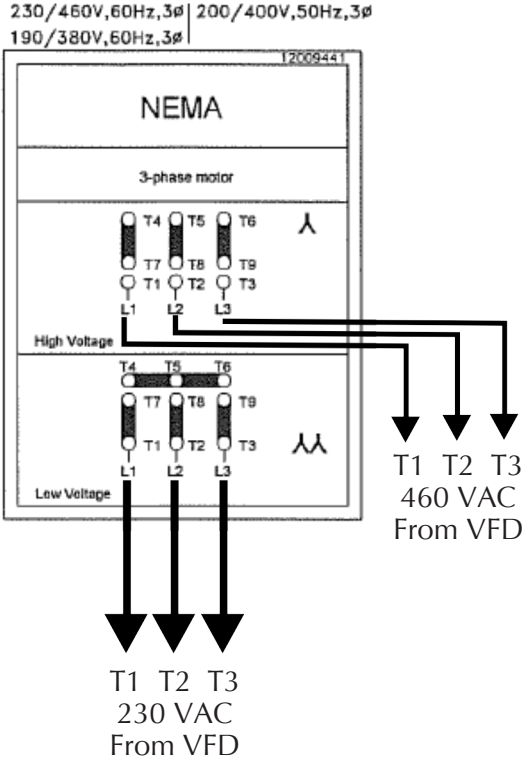 230/460V,60Hz,3ø 200/400V,50Hz,3ø
190/380V,60Hz,3ø
12009441
NEMA
3-phase motor
T4 T5 T6
T7 T8 T9
T1 T2 T3
L1 L2 L3
High Voltage
T4 T5 T6
T7 T8 T9
T1 T2 T3
L1 L2 L3
Low Voltage
T1 T2 T3
460 VAC
From VFD
T1 T2 T3
230 VAC
From VFD